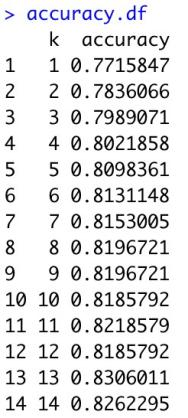 > accuracy.df
k accuracy
1 1 0.7715847
2 2 0.7836066
3 3 0.7989071
4 4 0.8021858
5 5 0.8098361
6 6 0.8131148
7 7 0.8153005
8 8 0.8196721
9 9 0.8196721
10 10 0.8185792
11 11 0.8218579
12 12 0.8185792
13 13 0.8306011
14 14 0.8262295